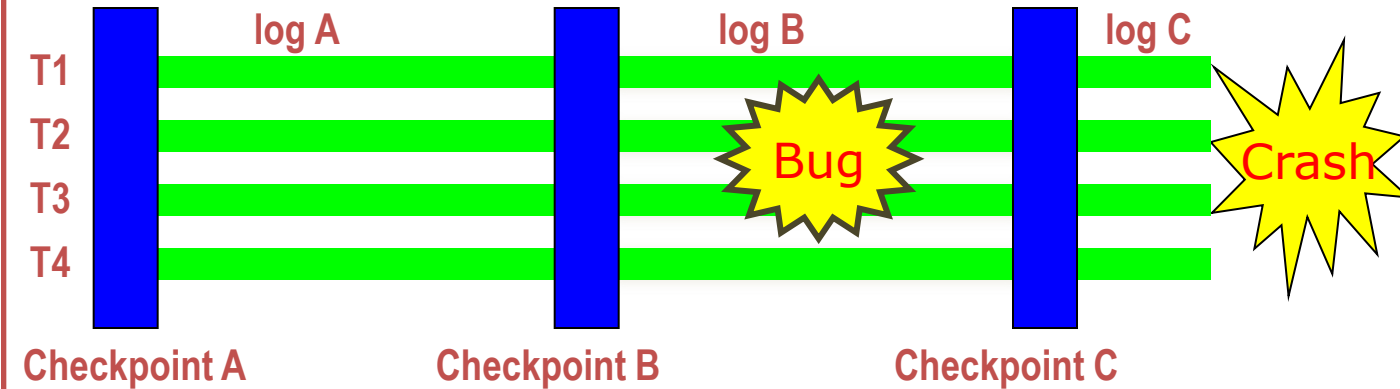 log A
log B
log C
T1
T2
T3
T4
Bug
Crash
Checkpoint A
Checkpoint B
Checkpoint C